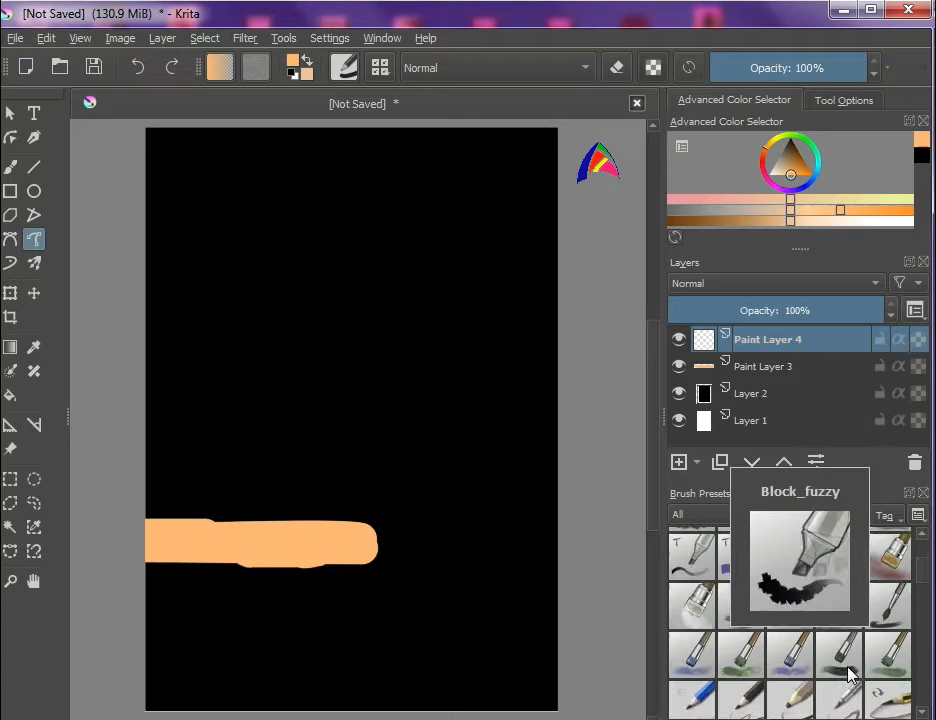 [Not Saved]  (130.9 MiB)  * - Krita
File Edit View Image Layer Select Filter Tools Settings Window Help
Normal Opacity: 100%
[Not Saved]  *
Advanced Color Selector Tool Options
Advanced Color Selector
Layers
Normal
Opacity:  100%
Paint Layer 4
Paint Layer 3
Layer 2
Layer 1
Brush Presets
Block_fuzzy
All Tag